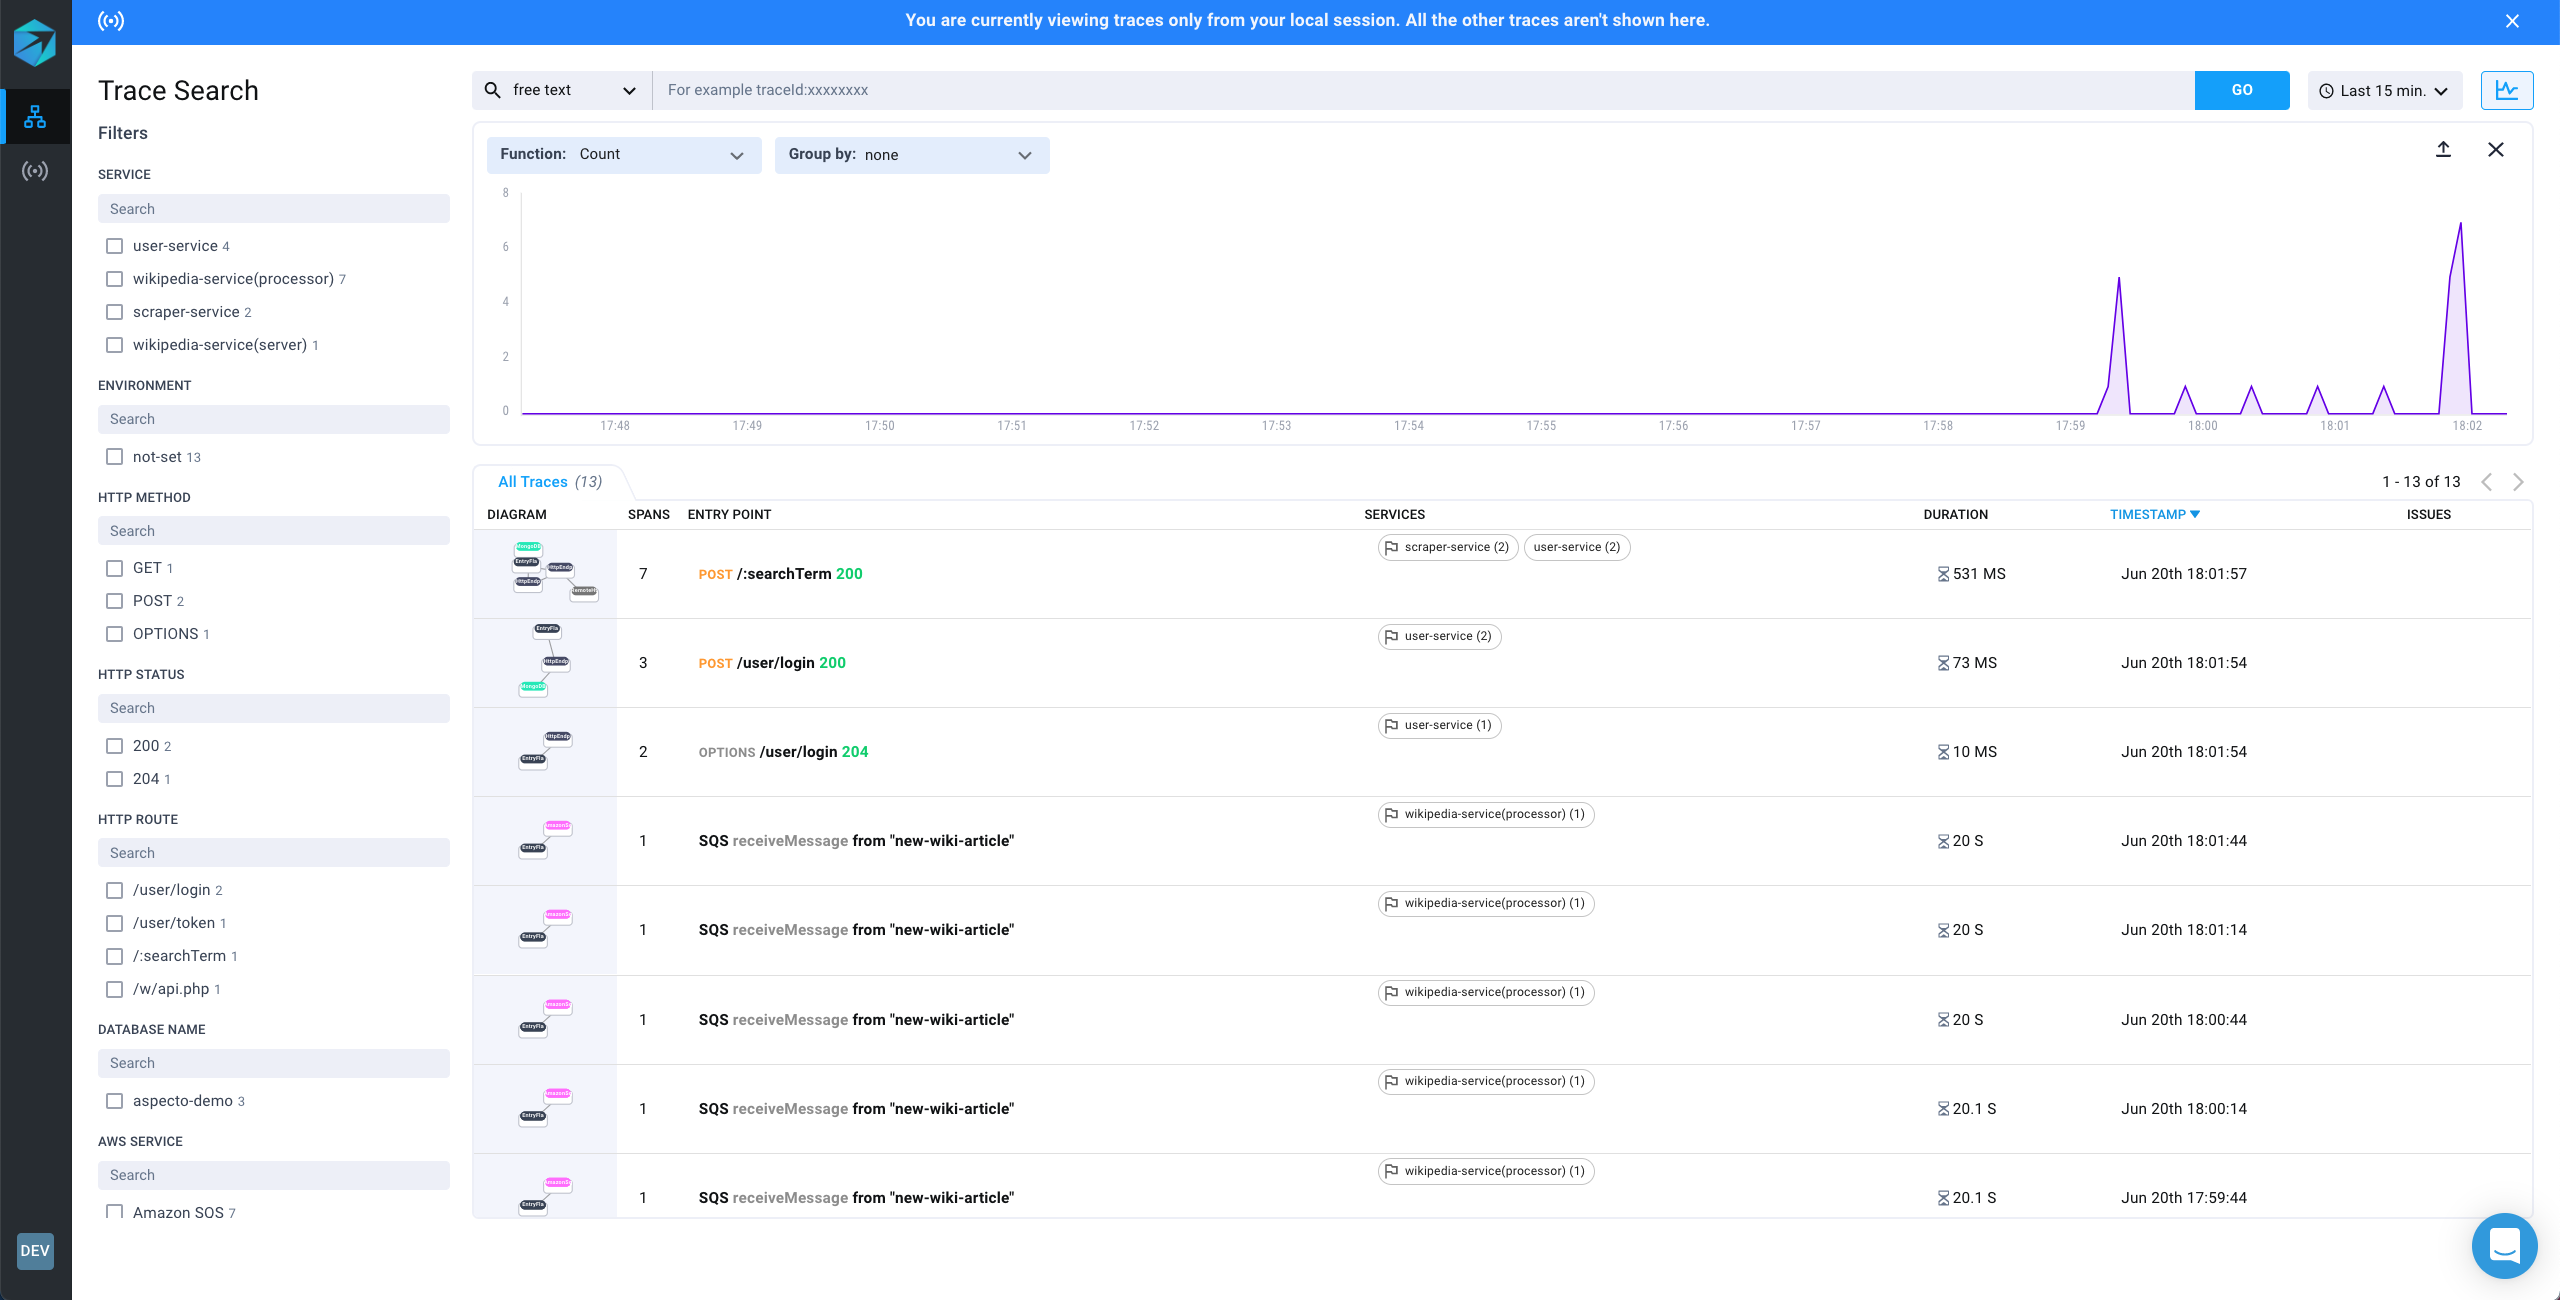 You are currently viewing traces only from your local session. All the other traces aren't shown here.
Trace Search
free text
For example traceId:xxxxxxxx
GO
Last 15 min.
Filters
SERVICE
Search
user-service 4
wikipedia-service(processor) 7
scraper-service 2
wikipedia-service(server) 1
ENVIRONMENT
Search
not-set 13
HTTP METHOD
Search
GET 1
POST 2
OPTIONS 1
HTTP STATUS
Search
200 2
204 1
HTTP ROUTE
Search
/user/login 2
/user/token 1
/:searchTerm 1
/w/api.php 1
DATABASE NAME
Search
aspecto-demo 3
AWS SERVICE
Search
Amazon SQS 7
DEV
Function: Count
Group by: none
8
6
4
2
0
17:48 17:49 17:50 17:51 17:52 17:53 17:54 17:55 17:56 17:57 17:58 17:59 18:00 18:01 18:02
All Traces (13)
1 - 13 of 13
DIAGRAM SPANS ENTRY POINT SERVICES DURATION TIMESTAMP ISSUES
MongoDB
EntryFla
HttpEndp
HttpEndp
7 POST /:searchTerm 200 scraper-service (2) user-service (2) 531 MS Jun 20th 18:01:57
EntryFla
HttpEndp
MongoDB
3 POST /user/login 200 user-service (2) 73 MS Jun 20th 18:01:54
HttpEndp
EntryFla
2 OPTIONS /user/login 204 user-service (1) 10 MS Jun 20th 18:01:54
EntryFla
1 SQS receiveMessage from "new-wiki-article" wikipedia-service(processor) (1) 20 S Jun 20th 18:01:44
EntryFla
1 SQS receiveMessage from "new-wiki-article" wikipedia-service(processor) (1) 20 S Jun 20th 18:01:14
EntryFla
1 SQS receiveMessage from "new-wiki-article" wikipedia-service(processor) (1) 20 S Jun 20th 18:00:44
EntryFla
1 SQS receiveMessage from "new-wiki-article" wikipedia-service(processor) (1) 20.1 S Jun 20th 18:00:14
EntryFla
1 SQS receiveMessage from "new-wiki-article" wikipedia-service(processor) (1) 20.1 S Jun 20th 17:59:44